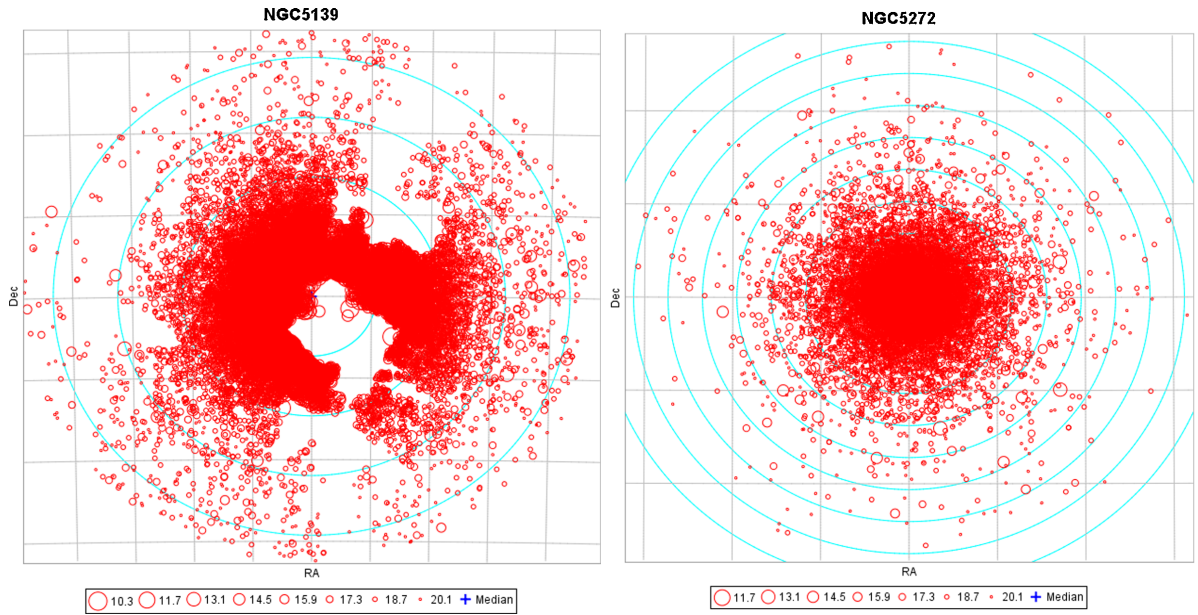 NGC5139
NGC5272
Dec
Dec
RA
RA
10.3 11.7 13.1 14.5 15.9 17.3 18.7 20.1 Median
11.7 13.1 14.5 15.9 17.3 18.7 20.1 Median